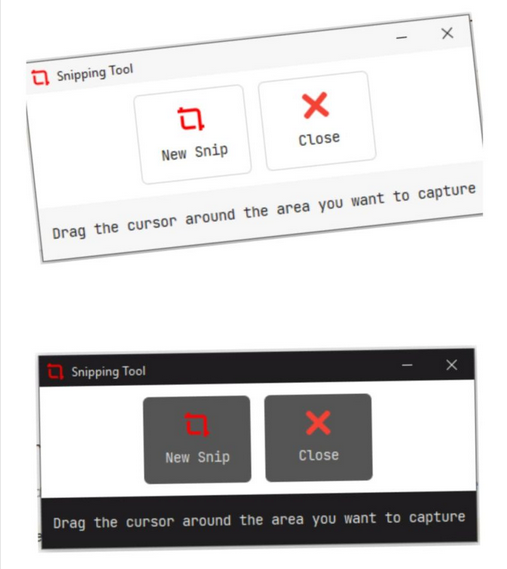 Snipping Tool
New Snip
Close
Drag the cursor around the area you want to capture
Snipping Tool
New Snip
Close
Drag the cursor around the area you want to capture